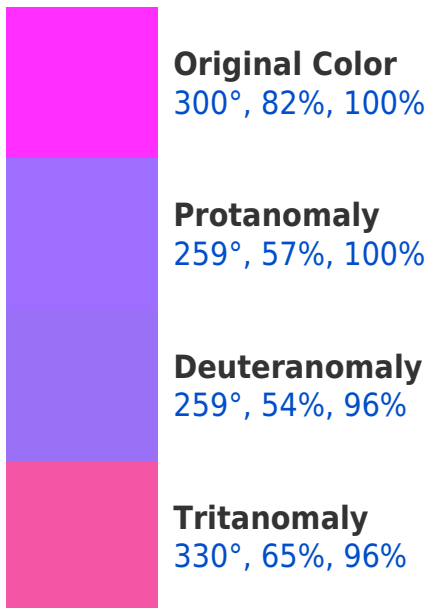 Original Color
300°, 82%, 100%
Protanomaly
259°, 57%, 100%
Deuteranomaly
259°, 54%, 96%
Tritanomaly
330°, 65%, 96%